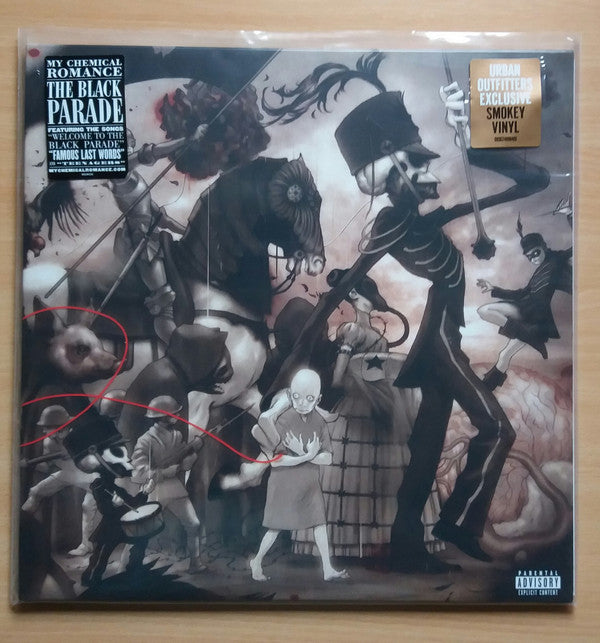 MY CHEMICAL
ROMANCE
THE BLACK
PARADE
FEATURING THE SONGS
"WELCOME TO THE
BLACK PARADE"
"FAMOUS LAST WORDS"
"TEENAGERS"
MYCHEMICALROMANCE.COM
URBAN
OUTFITTERS
EXCLUSIVE
SMOKEY
VINYL
PARENTAL
ADVISORY
EXPLICIT CONTENT